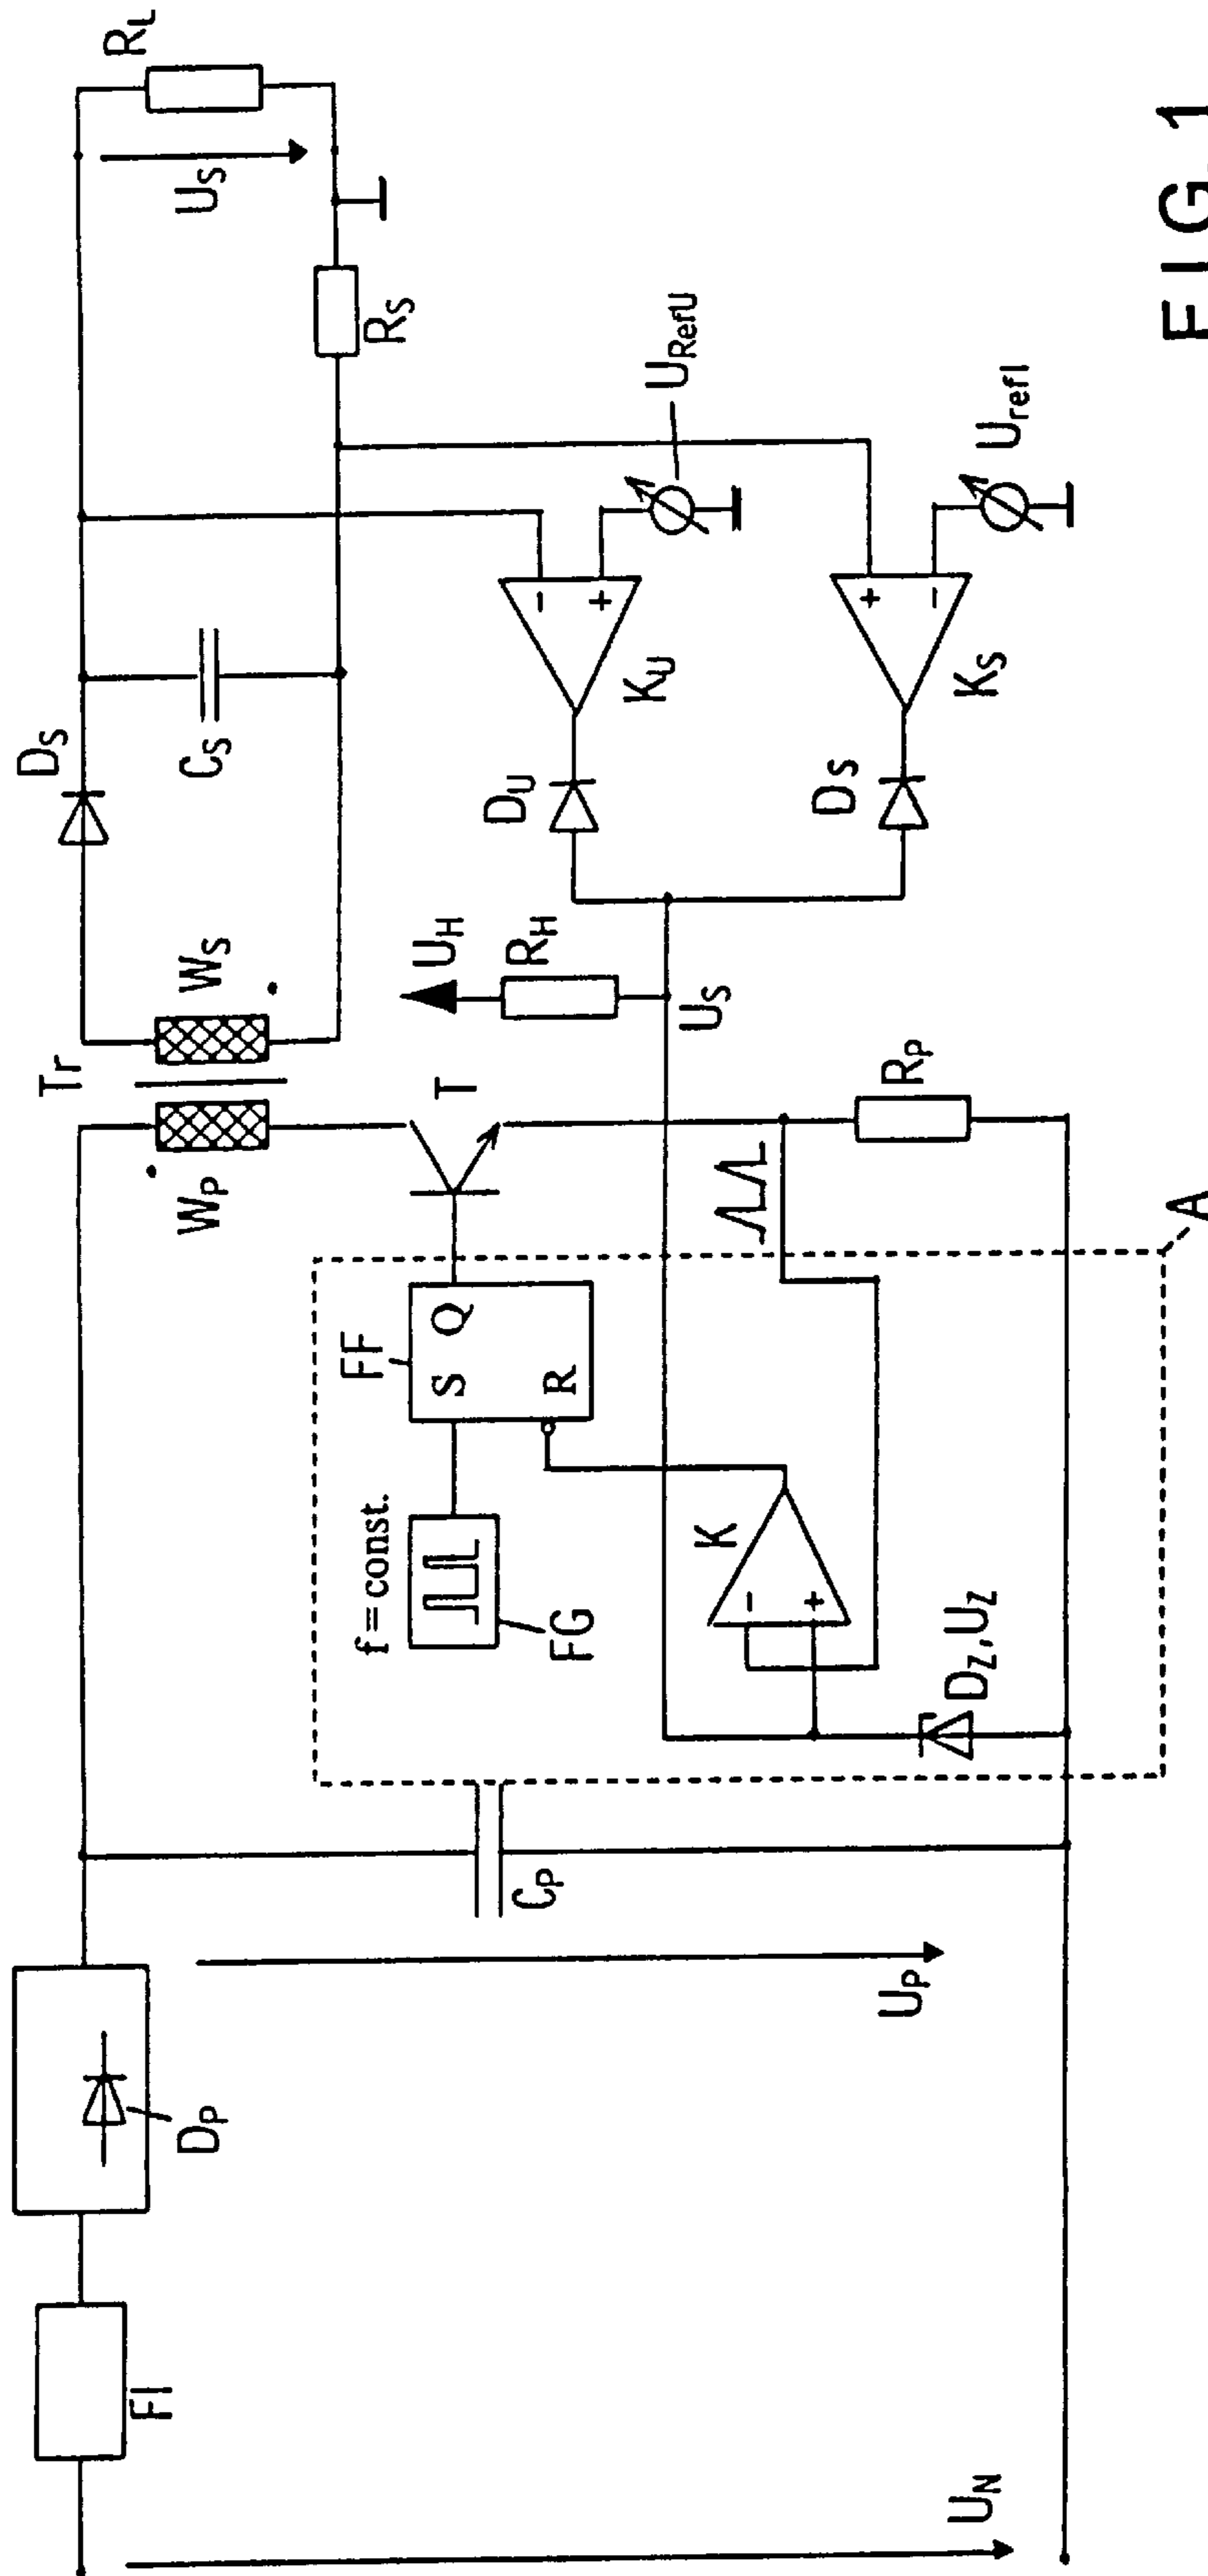 FI
U_N
D_P
U_P
C_P
f = const.
FG
FF
S
Q
R
K
-
+
D_Z, U_Z
A
W_P
Tr
W_S
T
R_P
U_H
R_H
U_S
D_S
C_S
D_U
K_U
-
+
U_RefU
DS
K_S
+
-
U_refI
R_S
U_S
R_L
FIG. 1